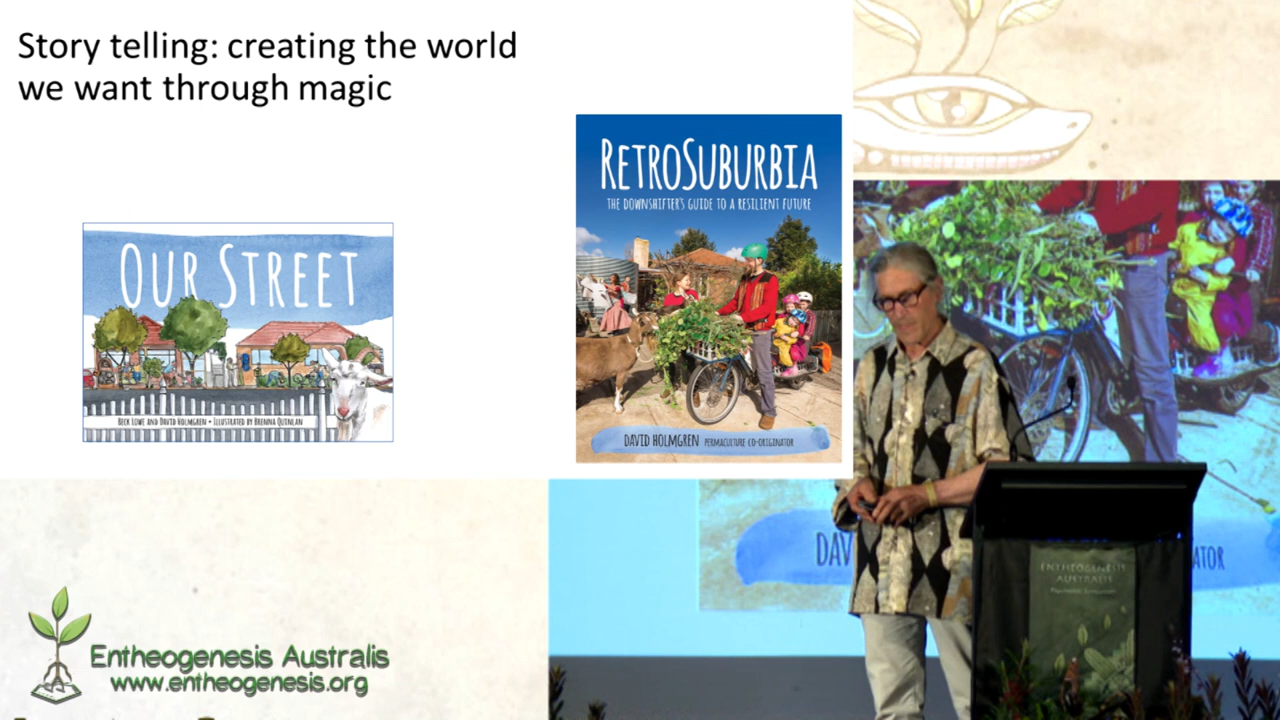 Story telling: creating the world
we want through magic
RETROSUBURBIA
THE DOWNSHIFTER'S GUIDE TO A RESILIENT FUTURE
OUR STREET
BECK LOWE AND DAVID HOLMGREN • ILLUSTRATED BY BRENNA QUINLAN
DAVID HOLMGREN PERMACULTURE CO-ORIGINATOR
DAV
ATOR
ENTHEOGENESIS
AUSTRALIS
Entheogenesis Australis
www.entheogenesis.org